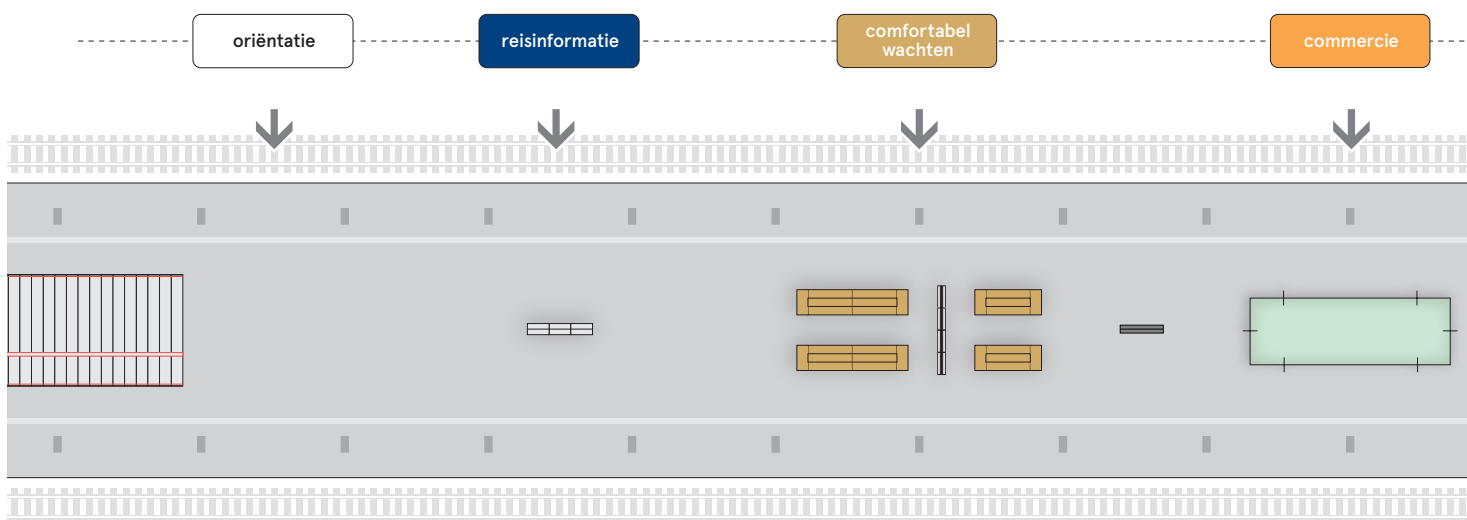 oriëntatie
reisinformatie
comfortabel
wachten
commercie